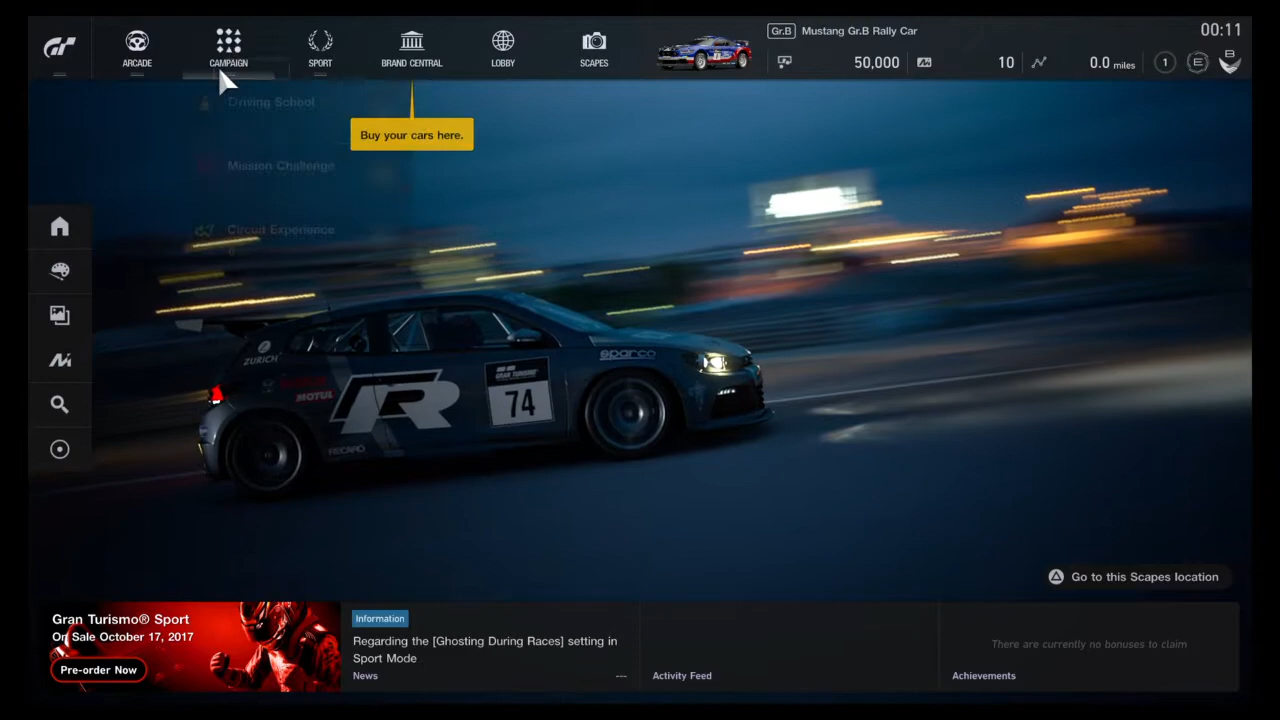 Gr.B Mustang Gr.B Rally Car
00:11
ARCADE
CAMPAIGN
SPORT
BRAND CENTRAL
LOBBY
SCAPES
50,000
10
0.0 miles
1
E
B
Driving School
Buy your cars here.
Mission Challenge
Circuit Experience
ZURICH
MOTUL
RECARO
R
GRAN TURISMO
74
sparco
Go to this Scapes location
Gran Turismo® Sport
On Sale October 17, 2017
Pre-order Now
Information
Regarding the [Ghosting During Races] setting in
Sport Mode
News
---
Activity Feed
There are currently no bonuses to claim
Achievements